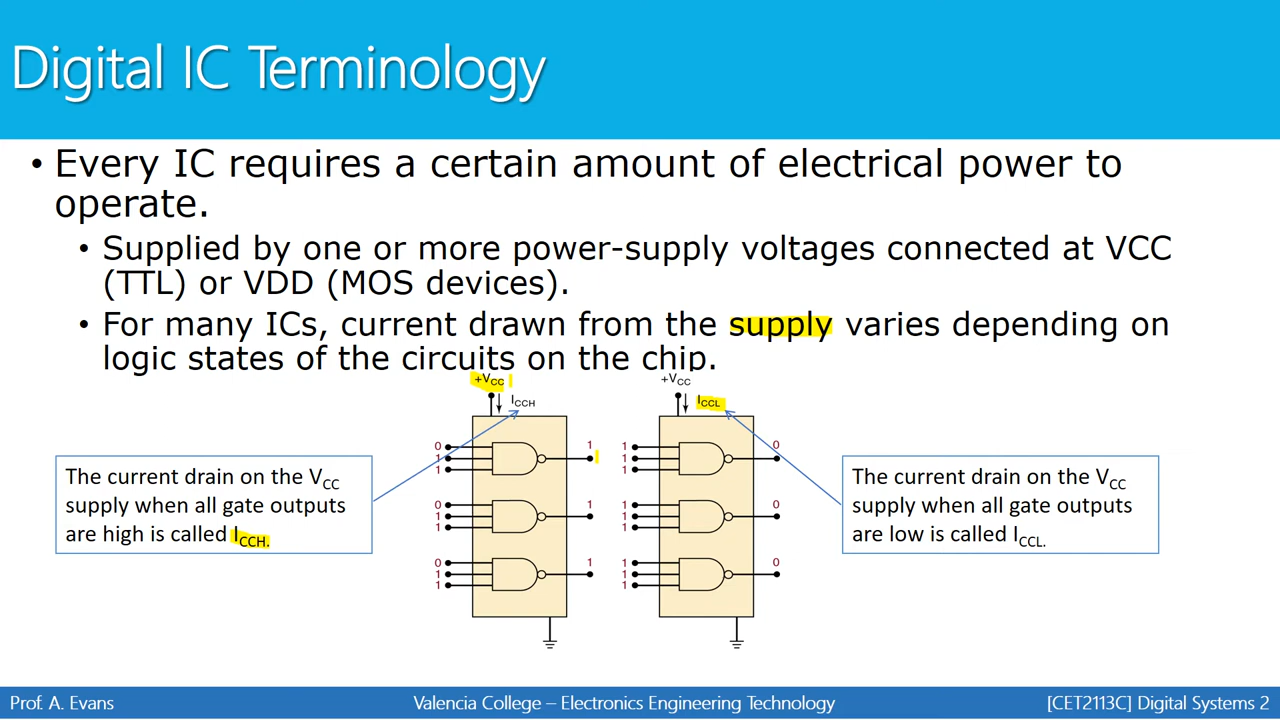 Digital IC Terminology
• Every IC requires a certain amount of electrical power to
operate.
• Supplied by one or more power-supply voltages connected at VCC
(TTL) or VDD (MOS devices).
• For many ICs, current drawn from the supply varies depending on
logic states of the circuits on the chip.
+VCC
ICCH
0
1
1
1
0
1
1
1
0
1
1
1
+VCC
ICCL
1
1
1
0
1
1
1
0
1
1
1
0
The current drain on the VCC
supply when all gate outputs
are high is called ICCH.
The current drain on the VCC
supply when all gate outputs
are low is called ICCL.
Prof. A. Evans
Valencia College – Electronics Engineering Technology
[CET2113C] Digital Systems 2